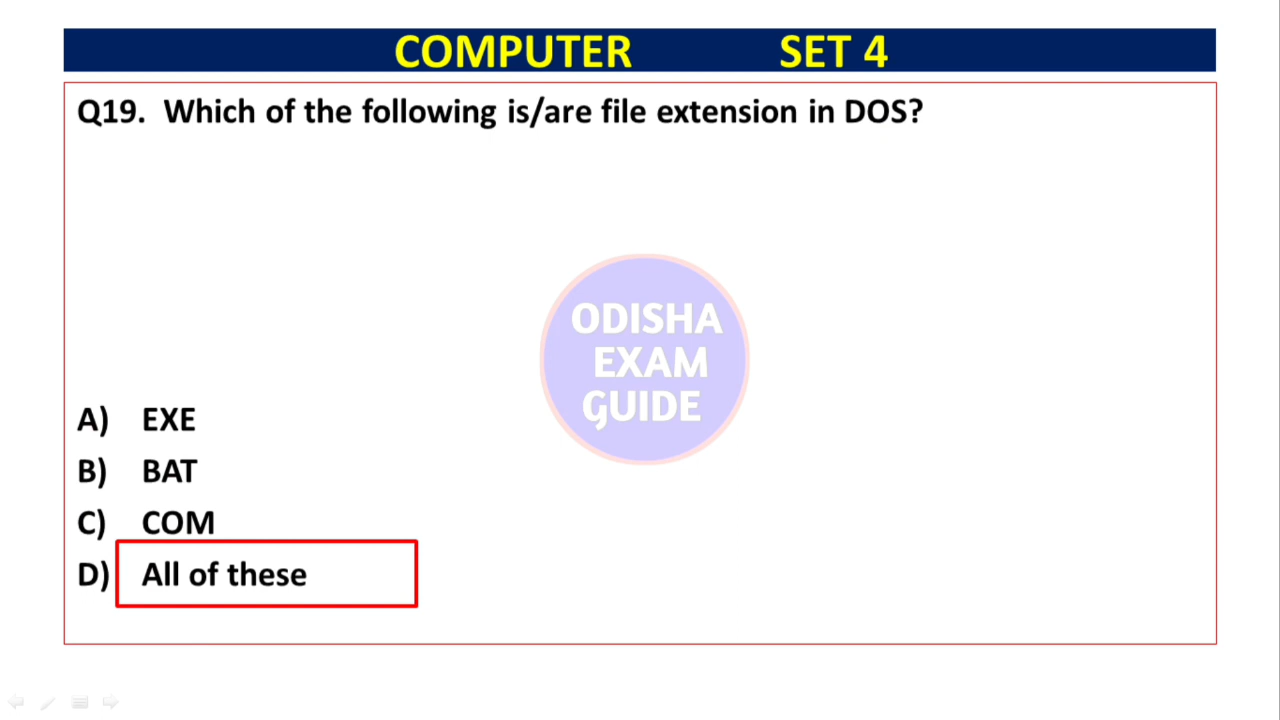 COMPUTER SET 4
Q19. Which of the following is/are file extension in DOS?
ODISHA
EXAM
GUIDE
A) EXE
B) BAT
C) COM
D) All of these